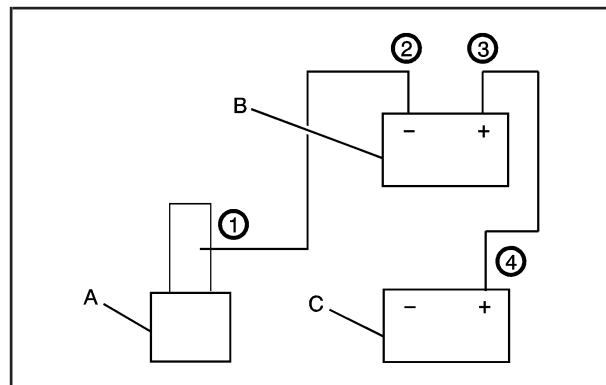 ② ③
B
− +
①
④
A
C
− +